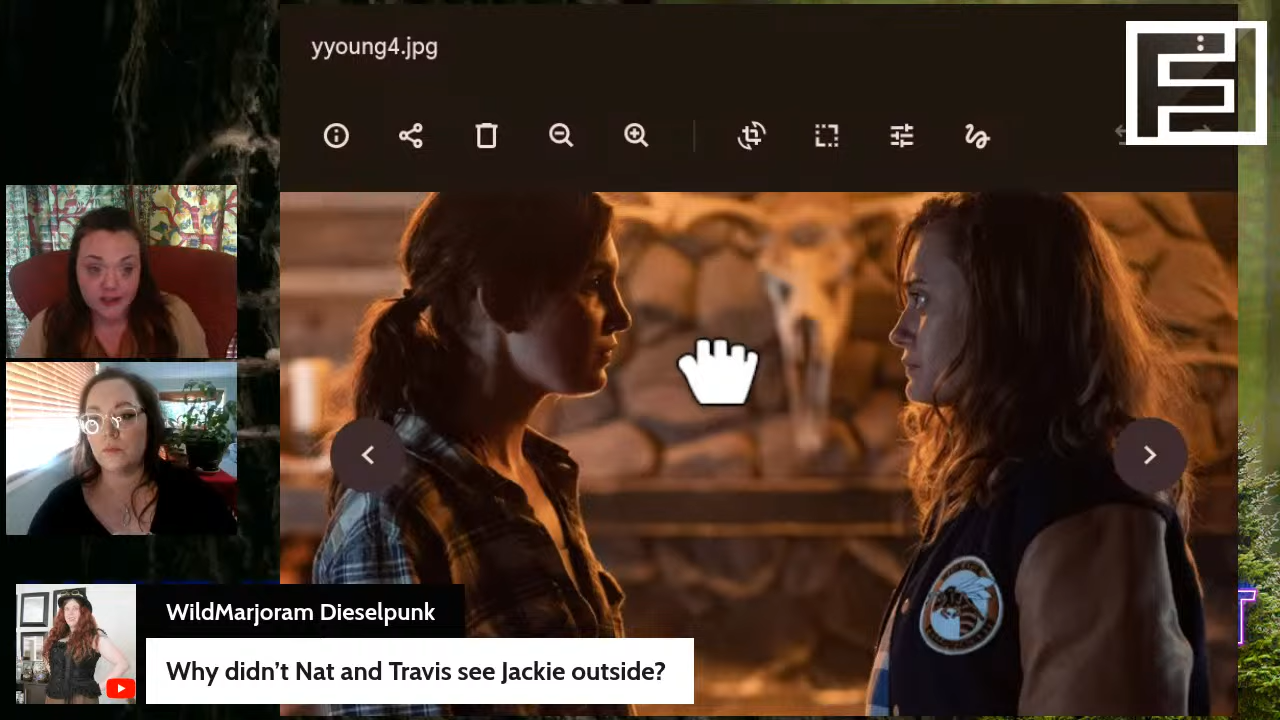 yyoung4.jpg
WildMarjoram Dieselpunk
Why didn't Nat and Travis see Jackie outside?